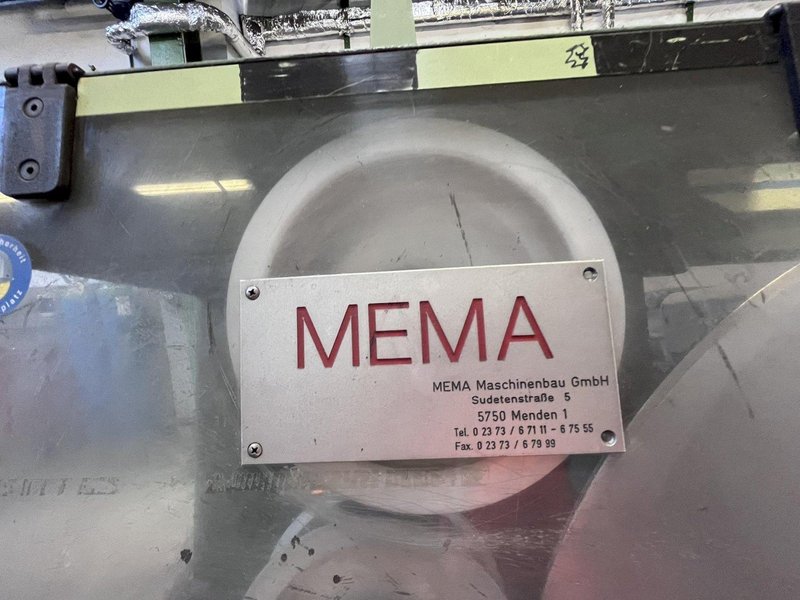 MEMA
MEMA Maschinenbau GmbH
Sudetenstraße 5
5750 Menden 1
Tel. 0 23 73 / 6 71 11 - 6 75 55
Fax. 0 23 73 / 6 79 99
platz